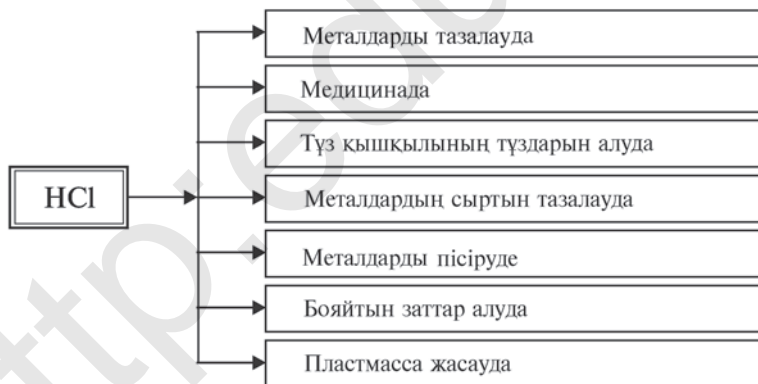 Металдарды тазалауда
Медицинада
Тұз қышқылының тұздарын алуда
HCl
Металдардың сыртын тазалауда
Металдарды пісіруде
Бояйтын заттар алуда
Пластмасса жасауда